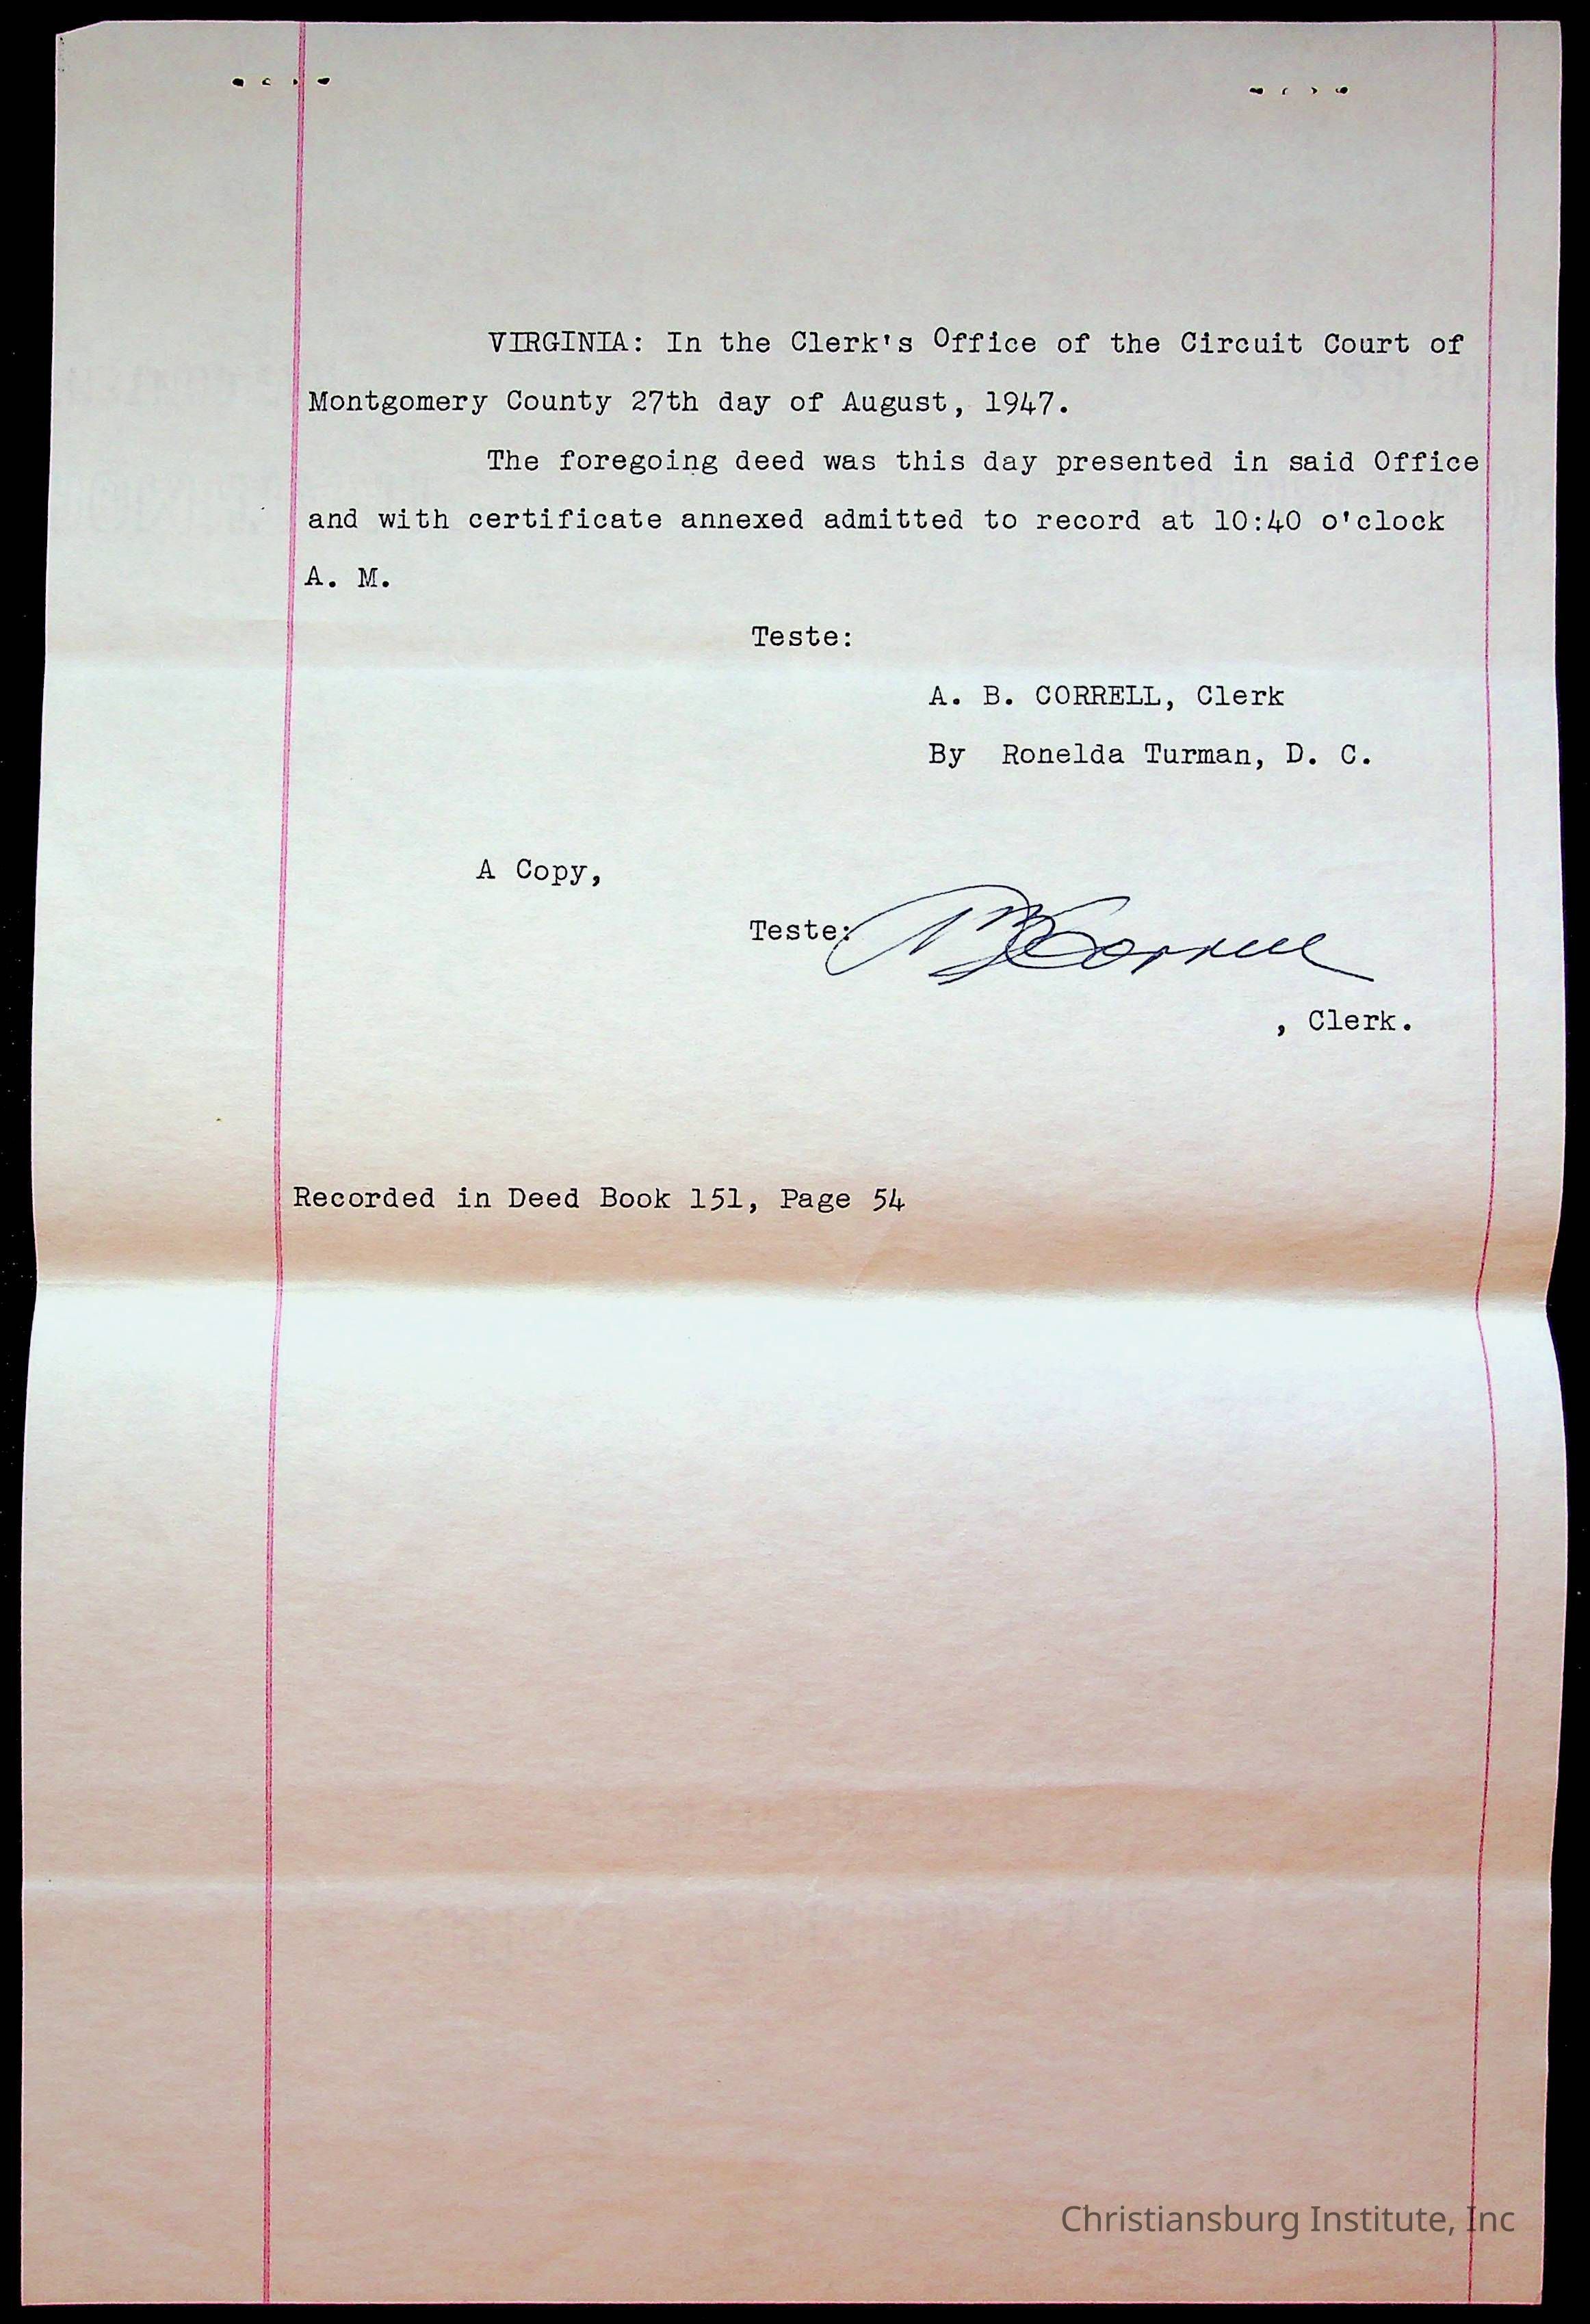 VIRGINIA: In the Clerk's Office of the Circuit Court of
Montgomery County 27th day of August, 1947.
The foregoing deed was this day presented in said Office
and with certificate annexed admitted to record at 10:40 o'clock
A. M.
Teste:
A. B. CORRELL, Clerk
By Ronelda Turman, D. C.
A Copy,
Teste: A B Correll
, Clerk.
Recorded in Deed Book 151, Page 54
Christiansburg Institute, Inc